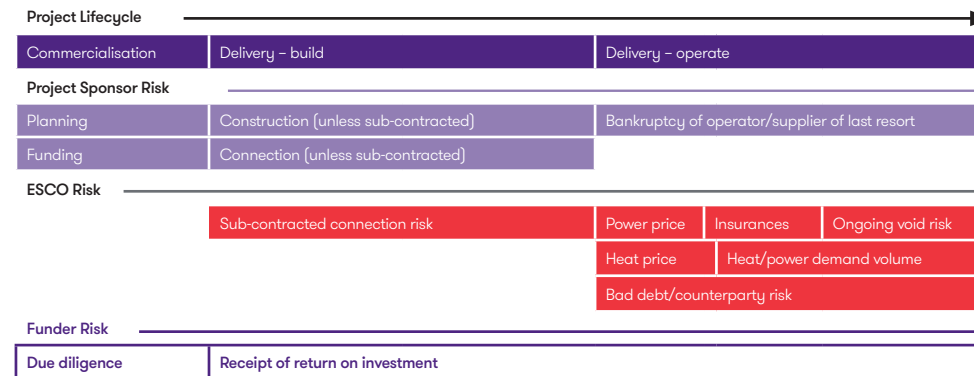 Project Lifecycle
Commercialisation
Delivery – build
Delivery – operate
Project Sponsor Risk
Planning
Construction (unless sub-contracted)
Bankruptcy of operator/supplier of last resort
Funding
Connection (unless sub-contracted)
ESCO Risk
Sub-contracted connection risk
Power price
Insurances
Ongoing void risk
Heat price
Heat/power demand volume
Bad debt/counterparty risk
Funder Risk
Due diligence
Receipt of return on investment